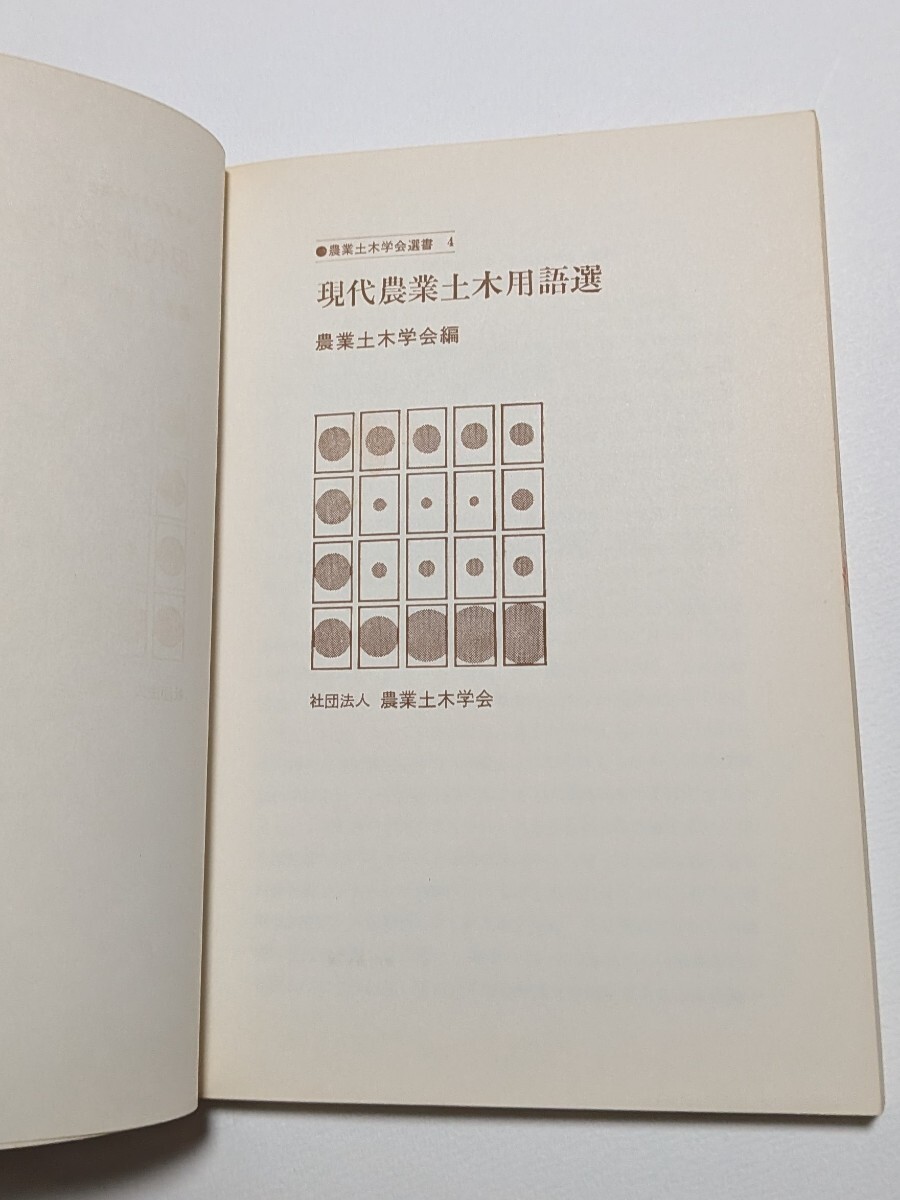 ●農業土木学会選書 4
現代農業土木用語選
農業土木学会編
社団法人 農業土木学会